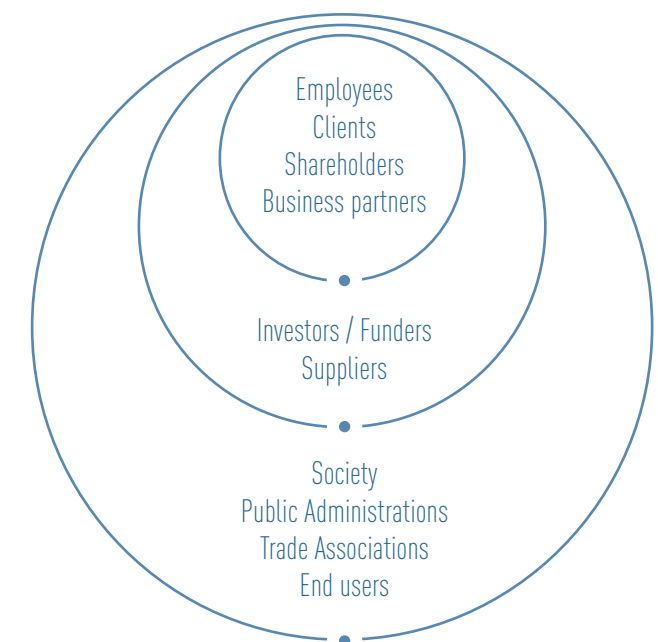 Employees
Clients
Shareholders
Business partners
Investors / Funders
Suppliers
Society
Public Administrations
Trade Associations
End users